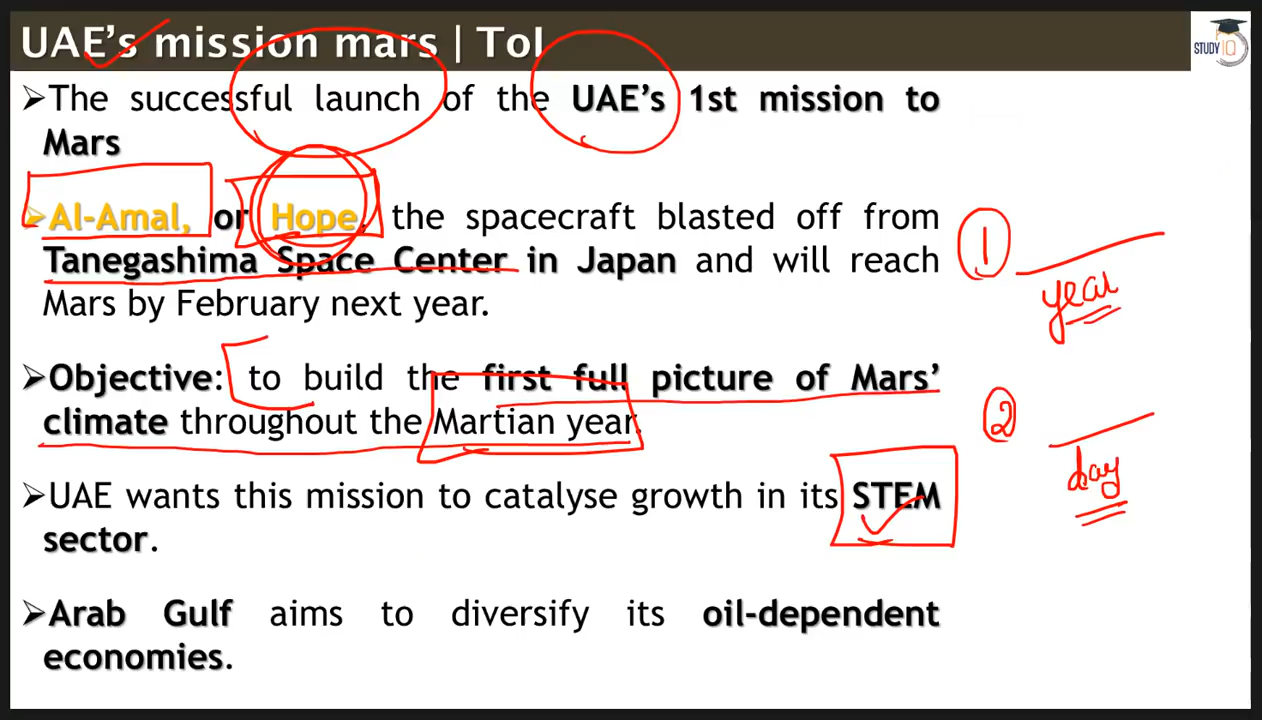 UAE's mission mars | ToI
STUDY IQ
➢The successful launch of the UAE's 1st mission to
Mars
➢Al-Amal, or Hope, the spacecraft blasted off from
Tanegashima Space Center in Japan and will reach
Mars by February next year.
➢Objective: to build the first full picture of Mars'
climate throughout the Martian year.
➢UAE wants this mission to catalyse growth in its STEM
sector.
➢Arab Gulf aims to diversify its oil-dependent
economies.
1
year
2
day